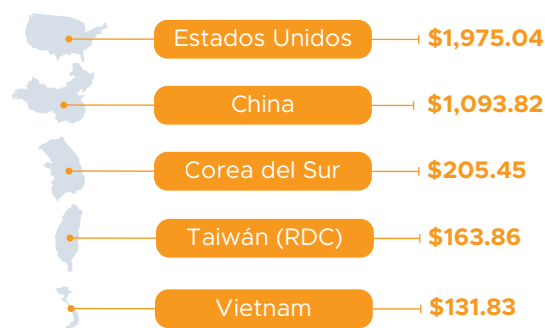 Estados Unidos $1,975.04
China $1,093.82
Corea del Sur $205.45
Taiwán (RDC) $163.86
Vietnam $131.83